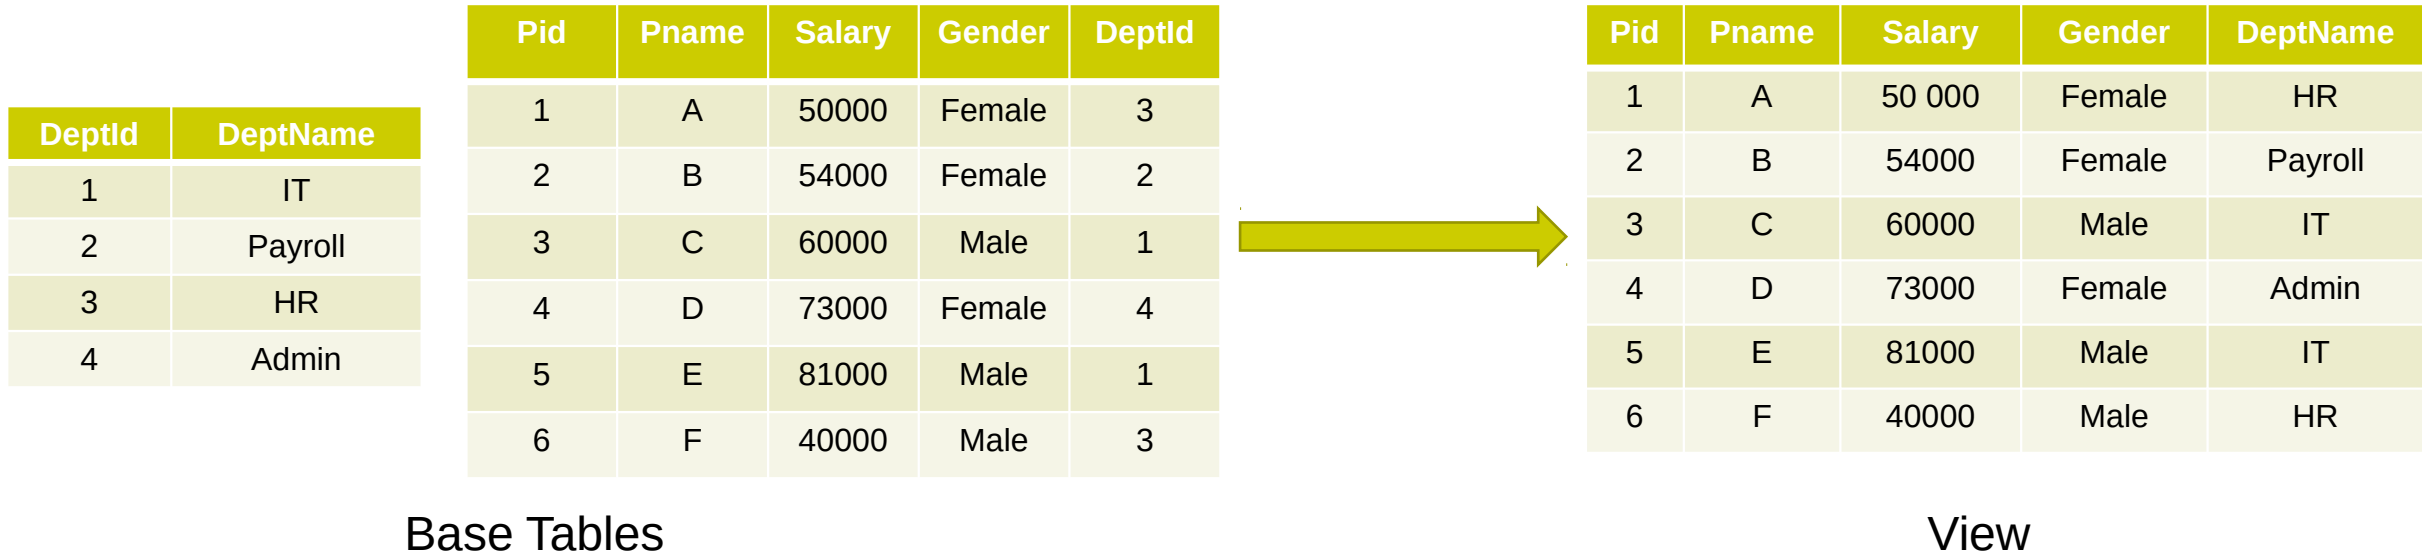 DeptId DeptName
1 IT
2 Payroll
3 HR
4 Admin
Pid Pname Salary Gender DeptId
1 A 50000 Female 3
2 B 54000 Female 2
3 C 60000 Male 1
4 D 73000 Female 4
5 E 81000 Male 1
6 F 40000 Male 3
Base Tables
Pid Pname Salary Gender DeptName
1 A 50 000 Female HR
2 B 54000 Female Payroll
3 C 60000 Male IT
4 D 73000 Female Admin
5 E 81000 Male IT
6 F 40000 Male HR
View